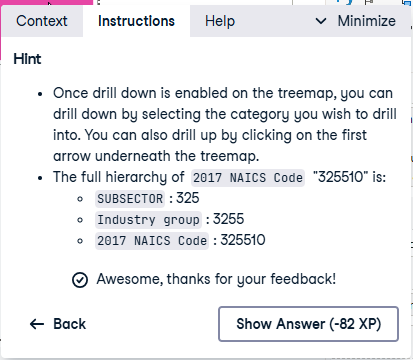 Context Instructions Help Minimize
Hint
• Once drill down is enabled on the treemap, you can
drill down by selecting the category you wish to drill
into. You can also drill up by clicking on the first
arrow underneath the treemap.
• The full hierarchy of 2017 NAICS Code "325510" is:
◦ SUBSECTOR : 325
◦ Industry group : 3255
◦ 2017 NAICS Code : 325510
Awesome, thanks for your feedback!
← Back Show Answer (-82 XP)